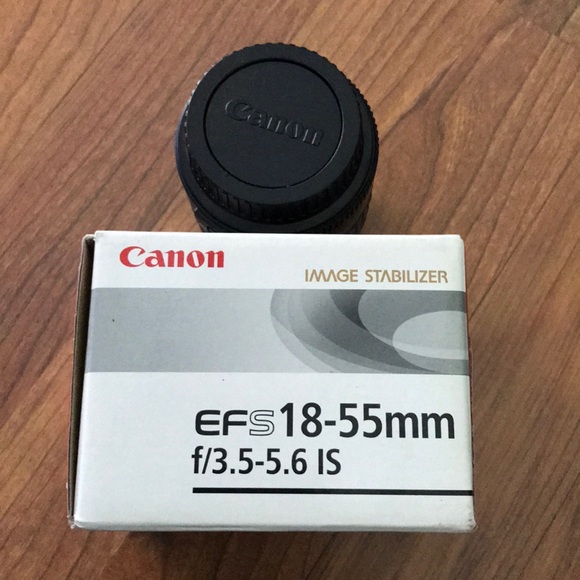 Canon
Canon
IMAGE STABILIZER
EFS 18-55mm
f/3.5-5.6 IS